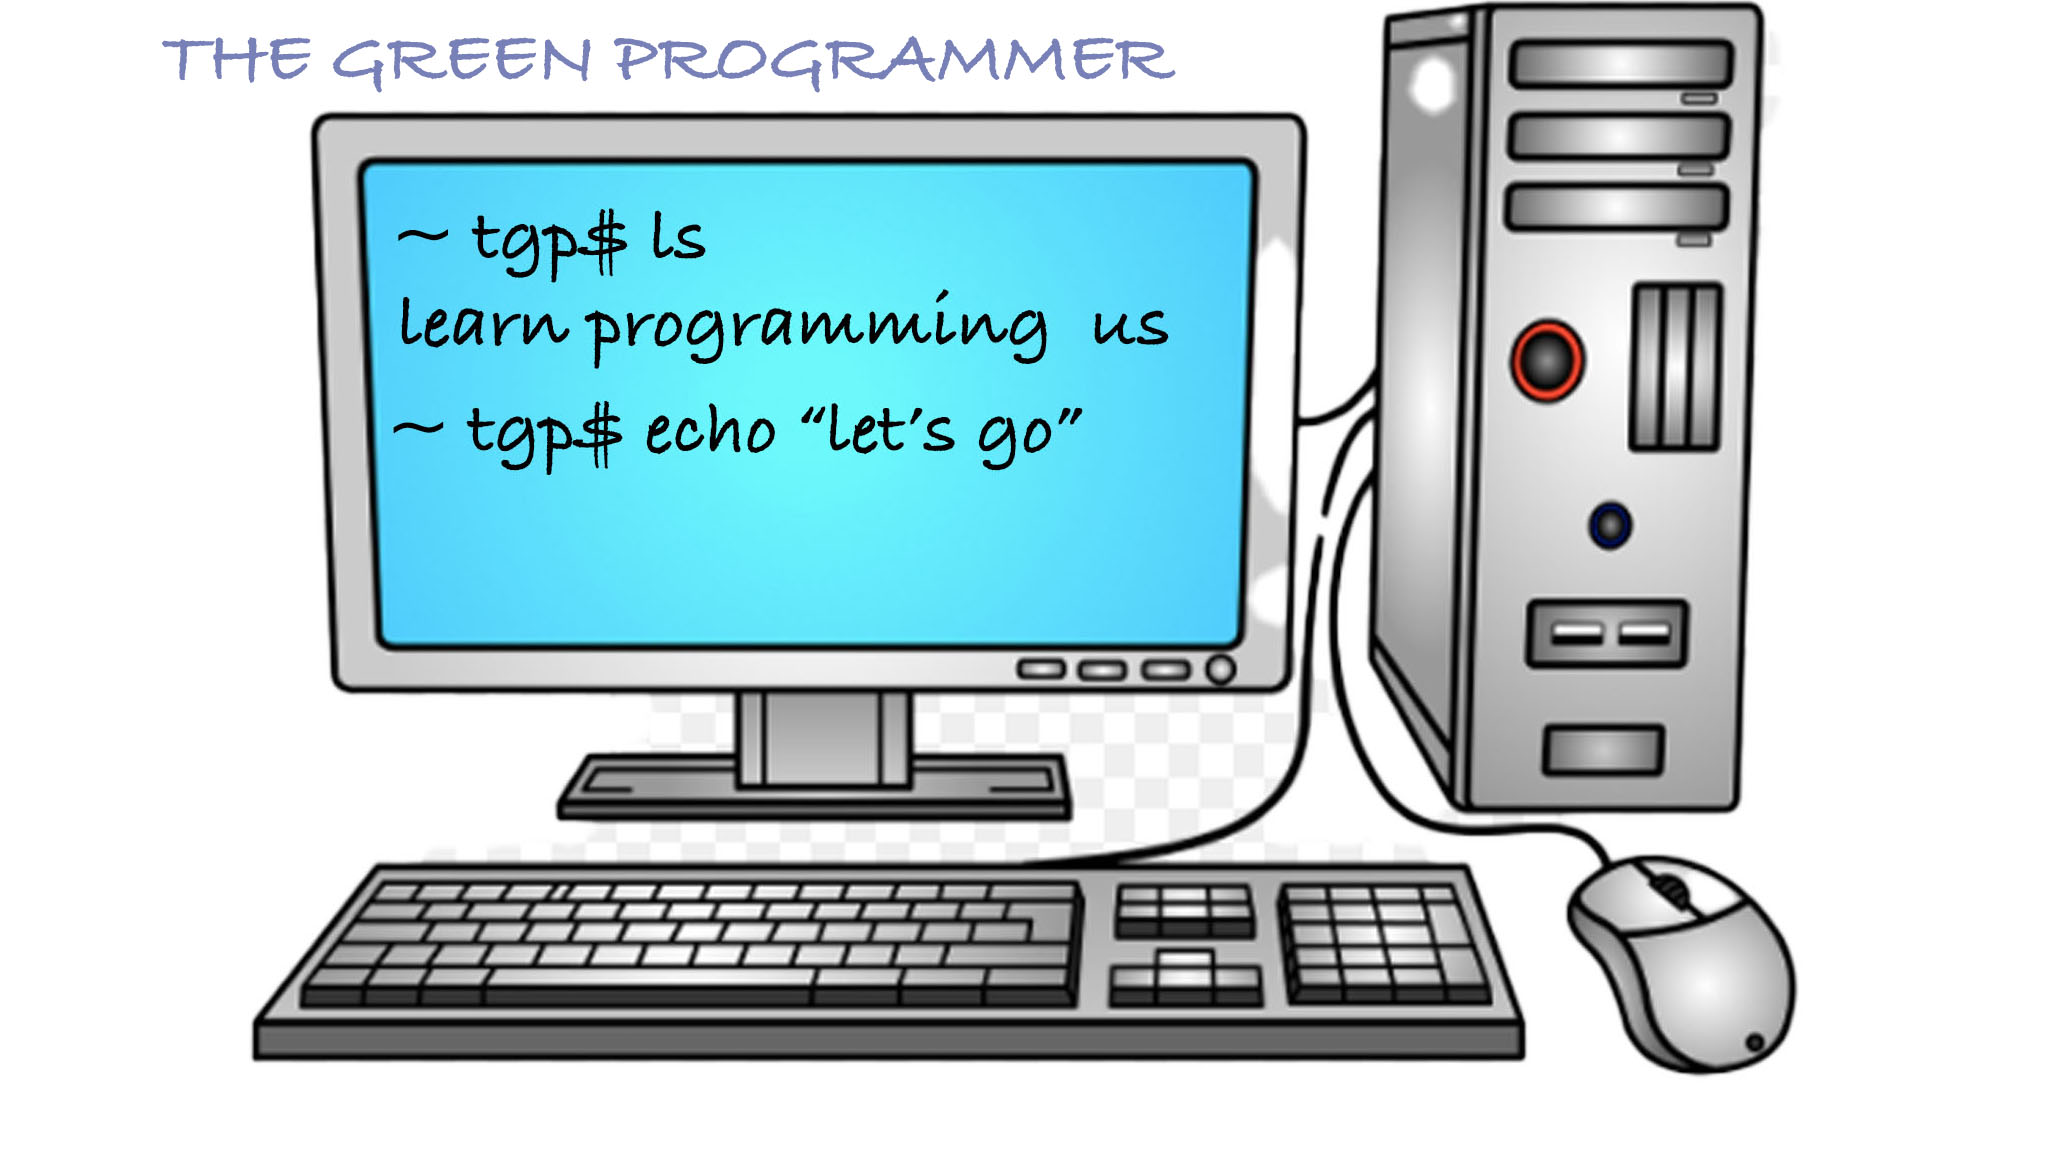 THE GREEN PROGRAMMER
~ tgp$ ls
learn programming  us
~ tgp$ echo “let’s go”